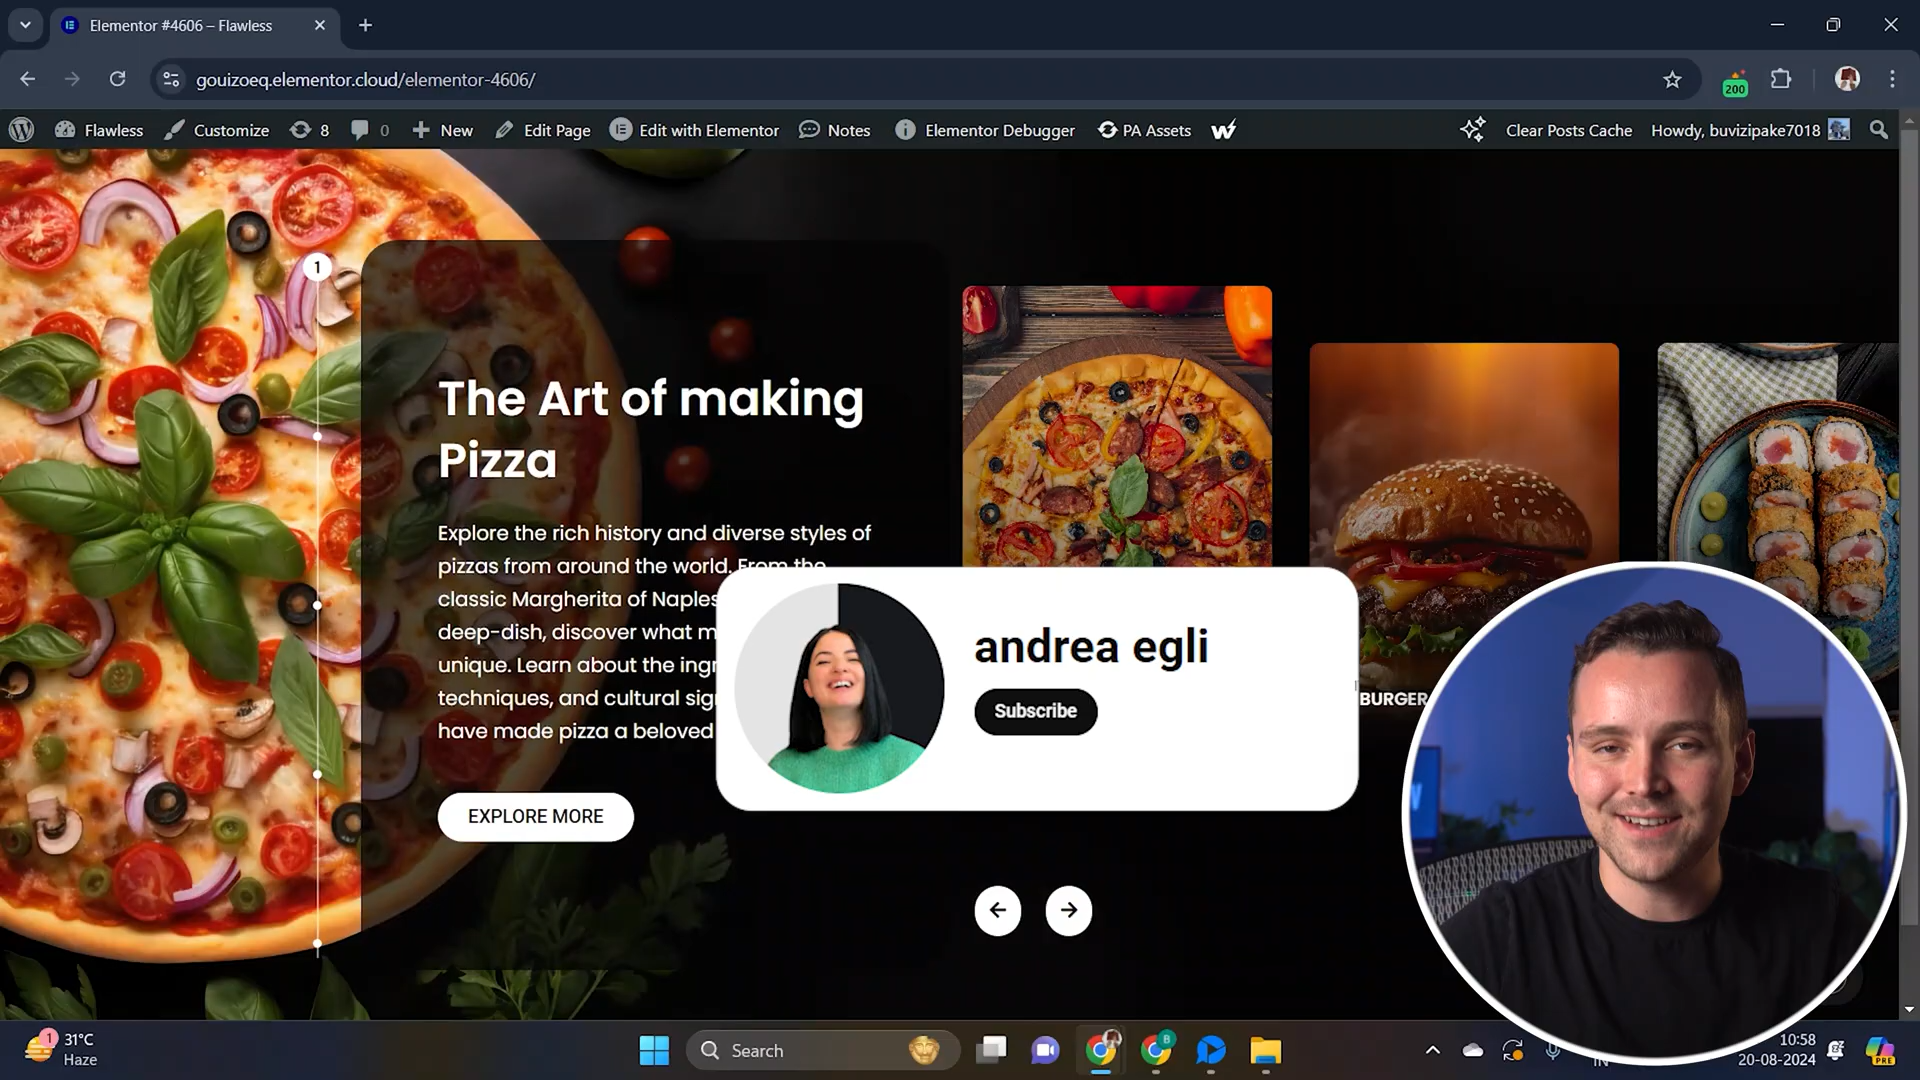 Elementor #4606 – Flawless
gouizoeq.elementor.cloud/elementor-4606/
200
Flawless
Customize
8
0
New
Edit Page
Edit with Elementor
Notes
Elementor Debugger
PA Assets
Clear Posts Cache
Howdy, buvizipake7018
1
The Art of making
Pizza
Explore the rich history and diverse styles of
pizzas from around the world. From the
classic Margherita of Naples
deep-dish, discover what m
unique. Learn about the ingr
techniques, and cultural sig
have made pizza a beloved
EXPLORE MORE
andrea egli
Subscribe
BURGER
1
31°C
Haze
Search
B
10:58
20-08-2024
IN
PRE